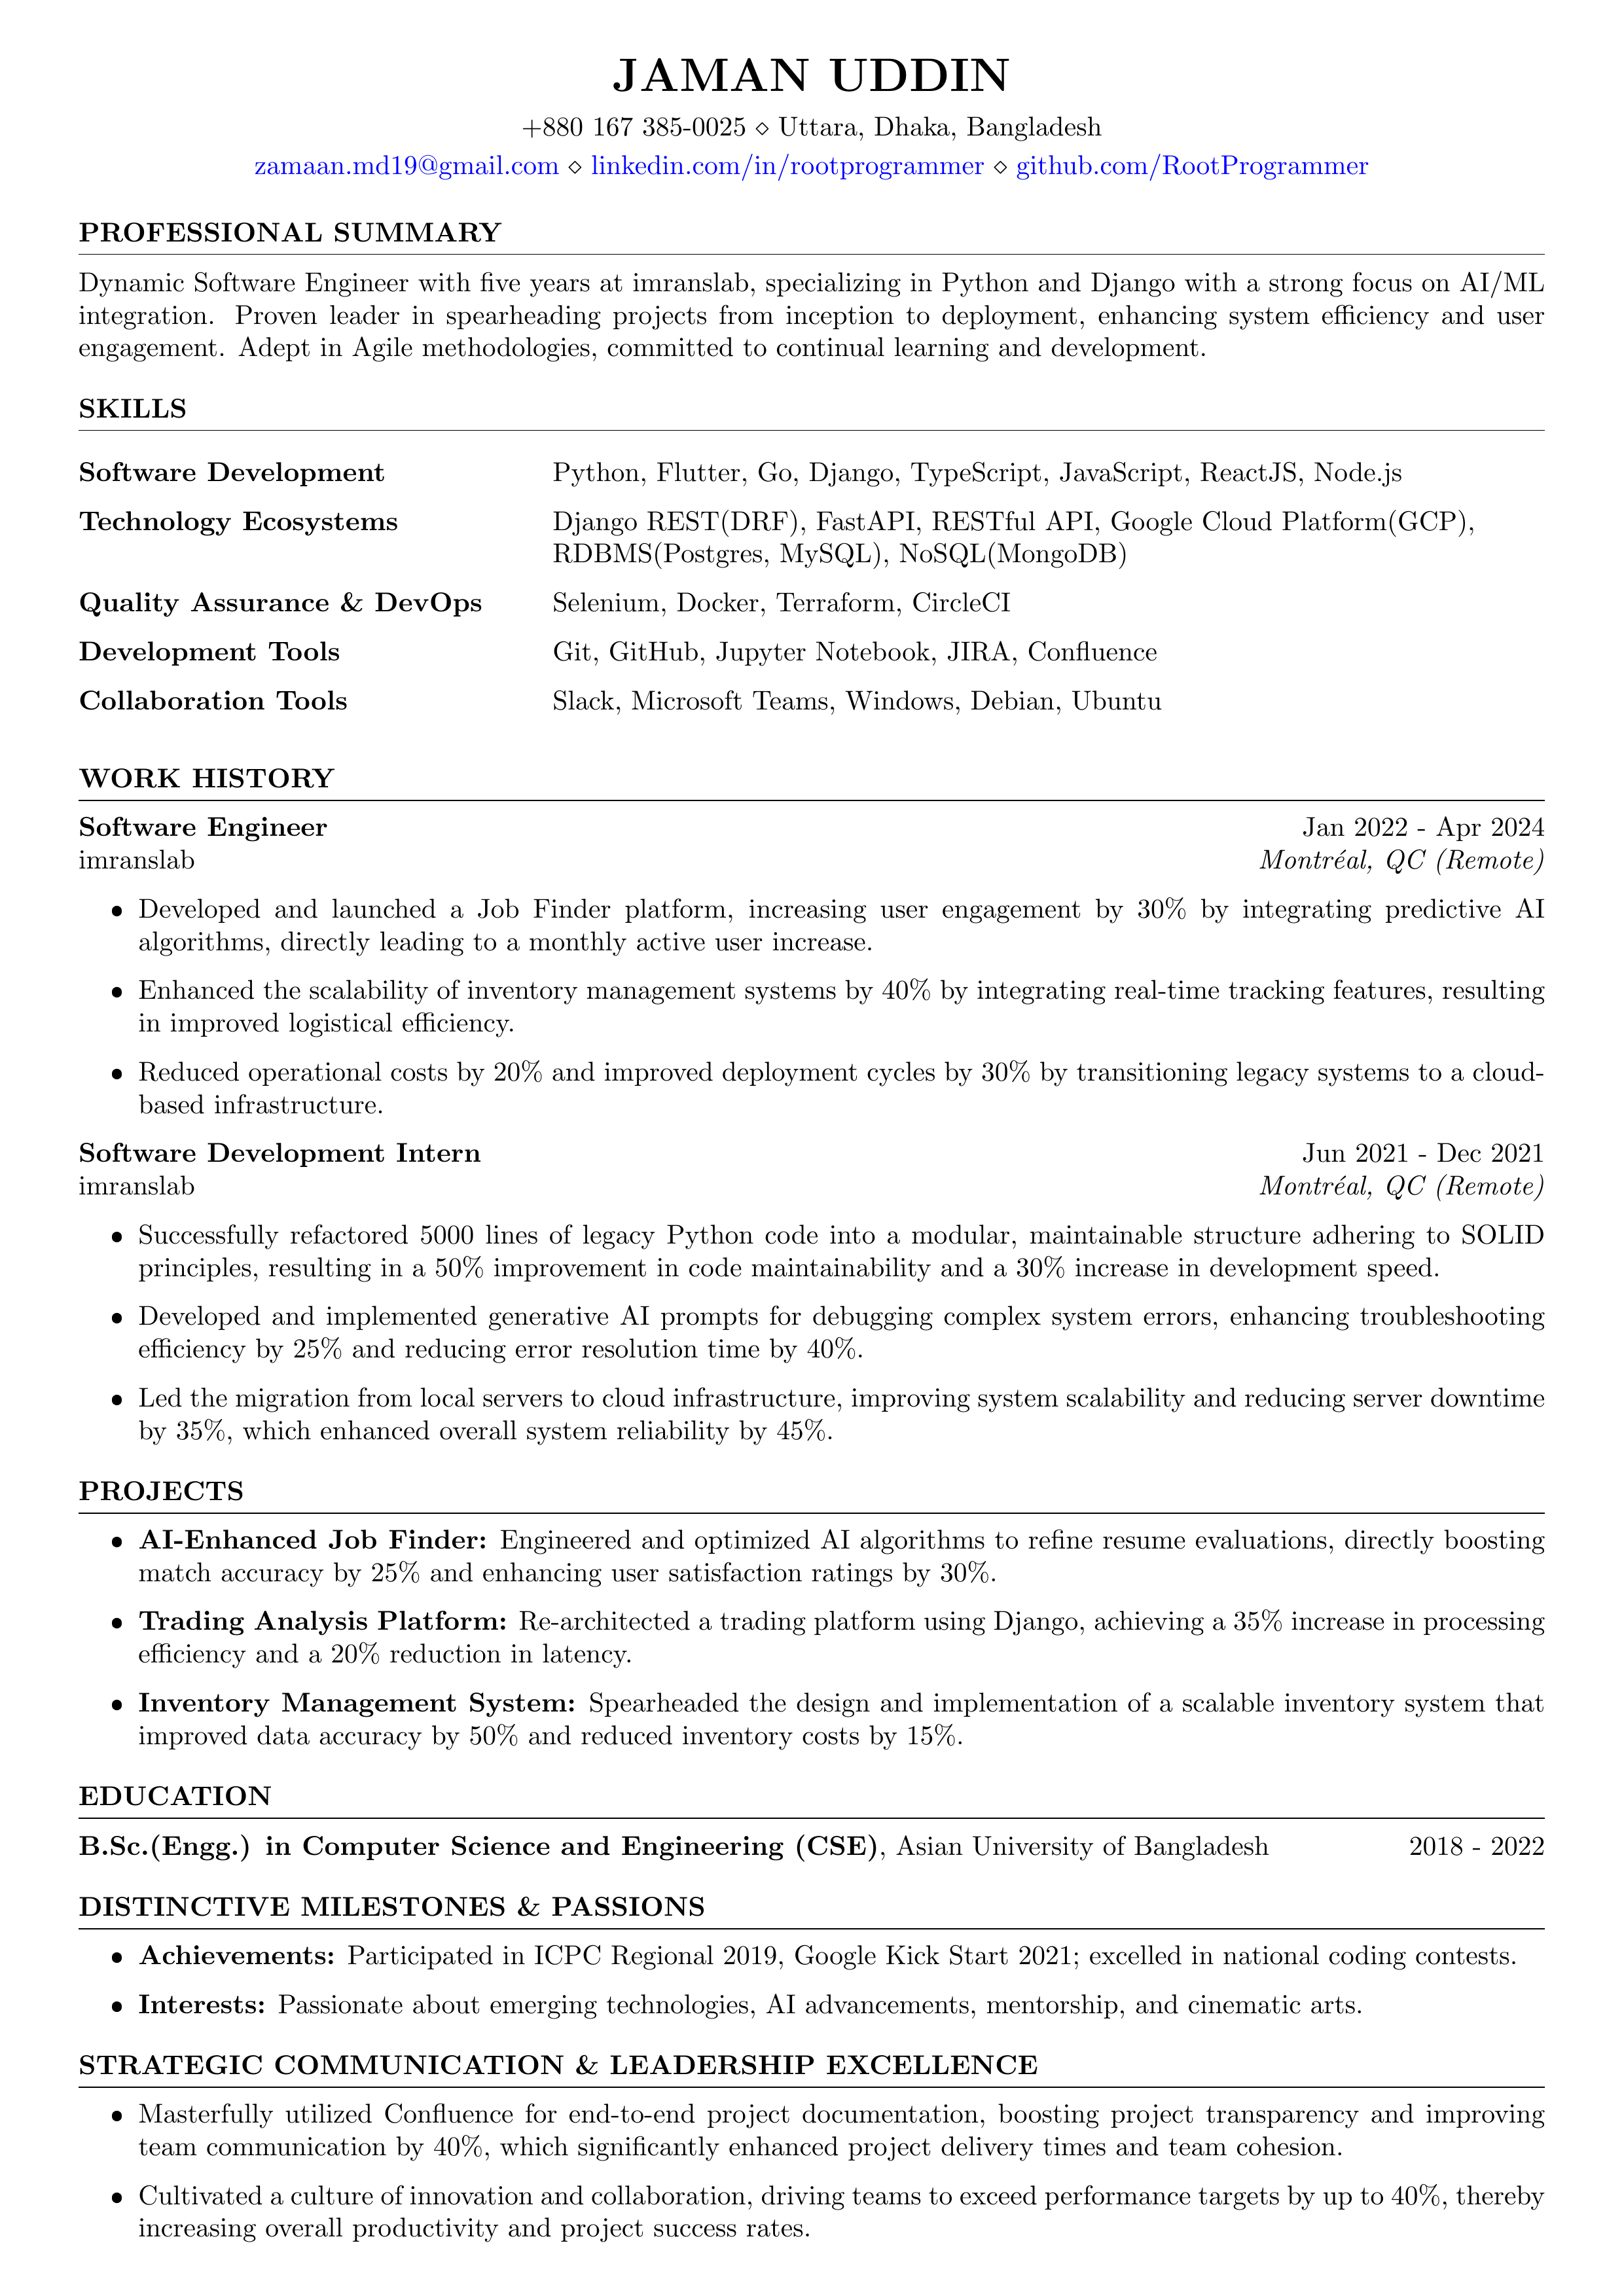 JAMAN UDDIN
+880 167 385-0025 ⋄ Uttara, Dhaka, Bangladesh
zamaan.md19@gmail.com ⋄ linkedin.com/in/rootprogrammer ⋄ github.com/RootProgrammer
PROFESSIONAL SUMMARY
Dynamic Software Engineer with five years at imranslab, specializing in Python and Django with a strong focus on AI/ML
integration. Proven leader in spearheading projects from inception to deployment, enhancing system efficiency and user
engagement. Adept in Agile methodologies, committed to continual learning and development.
SKILLS
Software Development Python, Flutter, Go, Django, TypeScript, JavaScript, ReactJS, Node.js
Technology Ecosystems Django REST(DRF), FastAPI, RESTful API, Google Cloud Platform(GCP),
RDBMS(Postgres, MySQL), NoSQL(MongoDB)
Quality Assurance & DevOps Selenium, Docker, Terraform, CircleCI
Development Tools Git, GitHub, Jupyter Notebook, JIRA, Confluence
Collaboration Tools Slack, Microsoft Teams, Windows, Debian, Ubuntu
WORK HISTORY
Software Engineer Jan 2022 - Apr 2024
imranslab Montréal, QC (Remote)
• Developed and launched a Job Finder platform, increasing user engagement by 30% by integrating predictive AI
algorithms, directly leading to a monthly active user increase.
• Enhanced the scalability of inventory management systems by 40% by integrating real-time tracking features, resulting
in improved logistical efficiency.
• Reduced operational costs by 20% and improved deployment cycles by 30% by transitioning legacy systems to a cloud-
based infrastructure.
Software Development Intern Jun 2021 - Dec 2021
imranslab Montréal, QC (Remote)
• Successfully refactored 5000 lines of legacy Python code into a modular, maintainable structure adhering to SOLID
principles, resulting in a 50% improvement in code maintainability and a 30% increase in development speed.
• Developed and implemented generative AI prompts for debugging complex system errors, enhancing troubleshooting
efficiency by 25% and reducing error resolution time by 40%.
• Led the migration from local servers to cloud infrastructure, improving system scalability and reducing server downtime
by 35%, which enhanced overall system reliability by 45%.
PROJECTS
• AI-Enhanced Job Finder: Engineered and optimized AI algorithms to refine resume evaluations, directly boosting
match accuracy by 25% and enhancing user satisfaction ratings by 30%.
• Trading Analysis Platform: Re-architected a trading platform using Django, achieving a 35% increase in processing
efficiency and a 20% reduction in latency.
• Inventory Management System: Spearheaded the design and implementation of a scalable inventory system that
improved data accuracy by 50% and reduced inventory costs by 15%.
EDUCATION
B.Sc.(Engg.) in Computer Science and Engineering (CSE), Asian University of Bangladesh 2018 - 2022
DISTINCTIVE MILESTONES & PASSIONS
• Achievements: Participated in ICPC Regional 2019, Google Kick Start 2021; excelled in national coding contests.
• Interests: Passionate about emerging technologies, AI advancements, mentorship, and cinematic arts.
STRATEGIC COMMUNICATION & LEADERSHIP EXCELLENCE
• Masterfully utilized Confluence for end-to-end project documentation, boosting project transparency and improving
team communication by 40%, which significantly enhanced project delivery times and team cohesion.
• Cultivated a culture of innovation and collaboration, driving teams to exceed performance targets by up to 40%, thereby
increasing overall productivity and project success rates.